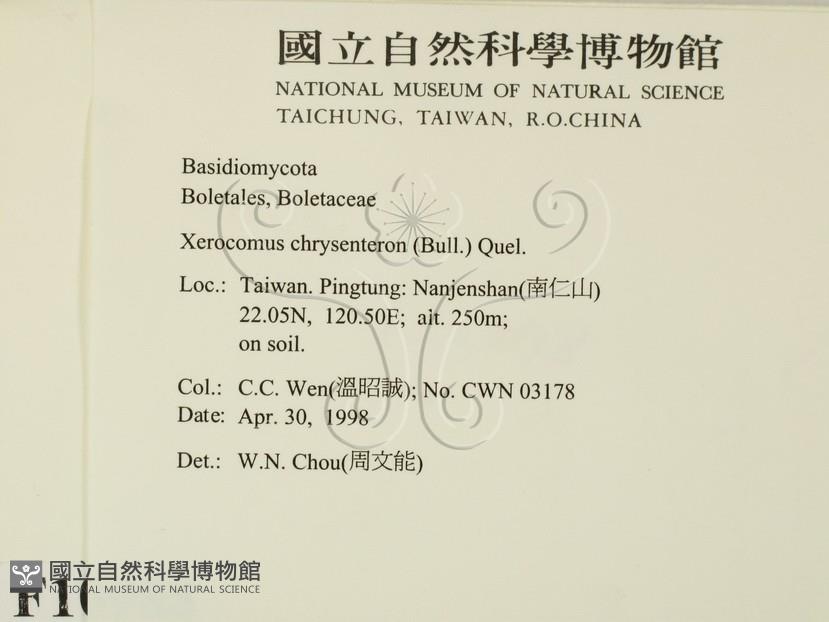 國立自然科學博物館
NATIONAL MUSEUM OF NATURAL SCIENCE
TAICHUNG, TAIWAN, R.O.CHINA
Basidiomycota
Boletales, Boletaceae
Xerocomus chrysenteron (Bull.) Quel.
Loc.: Taiwan. Pingtung: Nanjenshan(南仁山)
22.05N, 120.50E; alt. 250m;
on soil.
Col.: C.C. Wen(溫昭誠); No. CWN 03178
Date: Apr. 30, 1998
Det.: W.N. Chou(周文能)
國立自然科學博物館
NATIONAL MUSEUM OF NATURAL SCIENCE